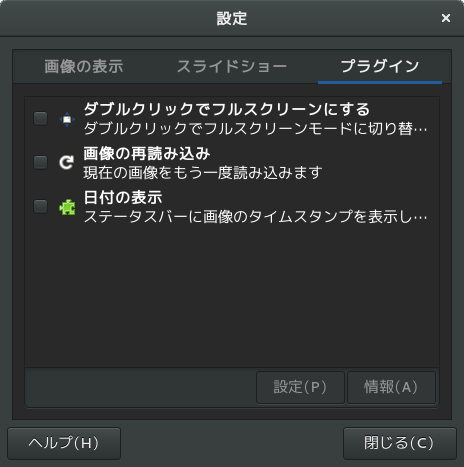 設定
×
画像の表示
スライドショー
プラグイン
ダブルクリックでフルスクリーンにする
ダブルクリックでフルスクリーンモードに切り替…
画像の再読み込み
現在の画像をもう一度読み込みます
日付の表示
ステータスバーに画像のタイムスタンプを表示し…
設定(P)
情報(A)
ヘルプ(H)
閉じる(C)